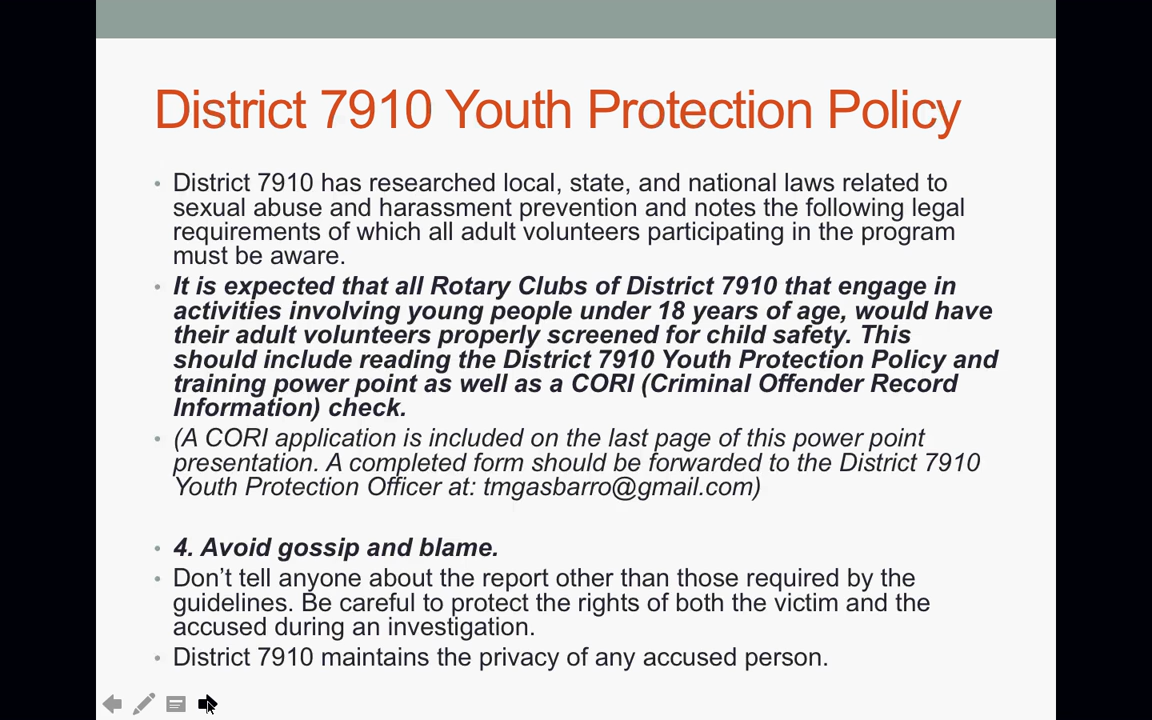 District 7910 Youth Protection Policy
• District 7910 has researched local, state, and national laws related to
sexual abuse and harassment prevention and notes the following legal
requirements of which all adult volunteers participating in the program
must be aware.
• It is expected that all Rotary Clubs of District 7910 that engage in
activities involving young people under 18 years of age, would have
their adult volunteers properly screened for child safety. This
should include reading the District 7910 Youth Protection Policy and
training power point as well as a CORI (Criminal Offender Record
Information) check.
• (A CORI application is included on the last page of this power point
presentation. A completed form should be forwarded to the District 7910
Youth Protection Officer at: tmgasbarro@gmail.com)
• 4. Avoid gossip and blame.
• Don’t tell anyone about the report other than those required by the
guidelines. Be careful to protect the rights of both the victim and the
accused during an investigation.
• District 7910 maintains the privacy of any accused person.